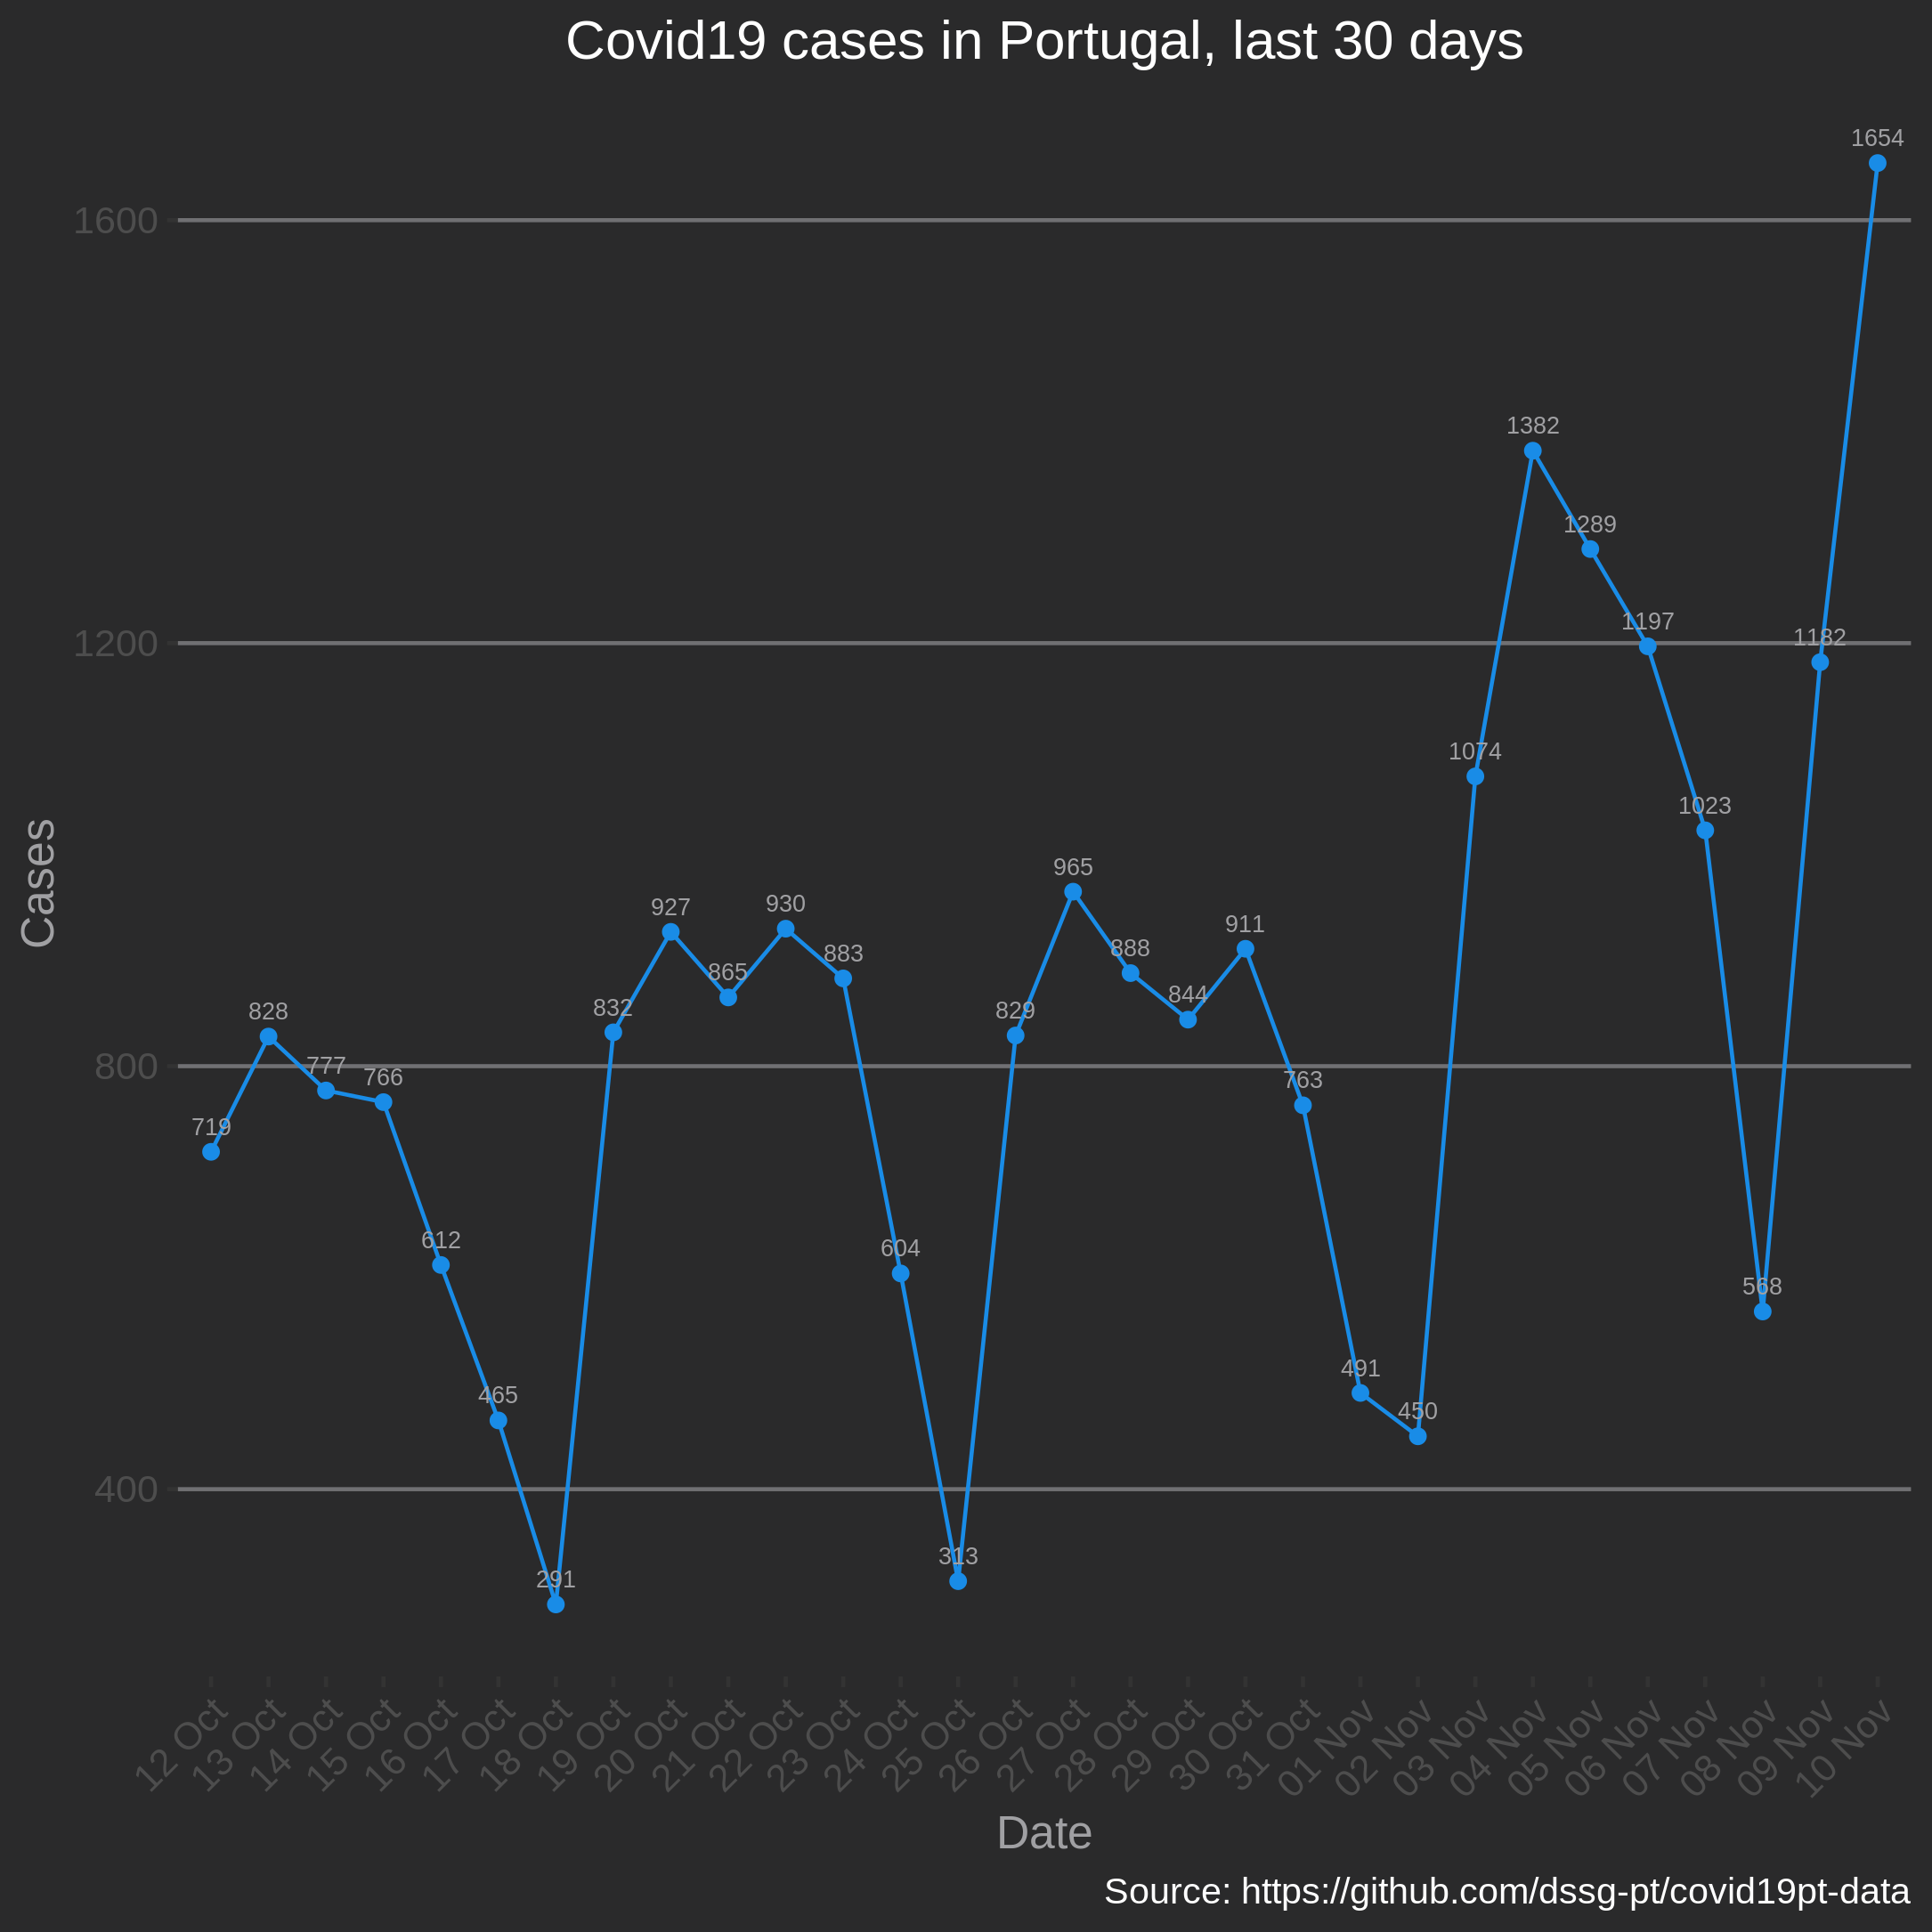 Covid19 cases in Portugal, last 30 days
1654
1600
1382
1289
1200
1197
1182
1074
1023
Cases
965
927
930
911
883
888
865
844
828
832
829
800
777
766
763
719
612
604
568
491
465
450
400
313
291
12 Oct
13 Oct
14 Oct
15 Oct
16 Oct
17 Oct
18 Oct
19 Oct
20 Oct
21 Oct
22 Oct
23 Oct
24 Oct
25 Oct
26 Oct
27 Oct
28 Oct
29 Oct
30 Oct
31 Oct
01 Nov
02 Nov
03 Nov
04 Nov
05 Nov
06 Nov
07 Nov
08 Nov
09 Nov
10 Nov
Date
Source: https://github.com/dssg-pt/covid19pt-data